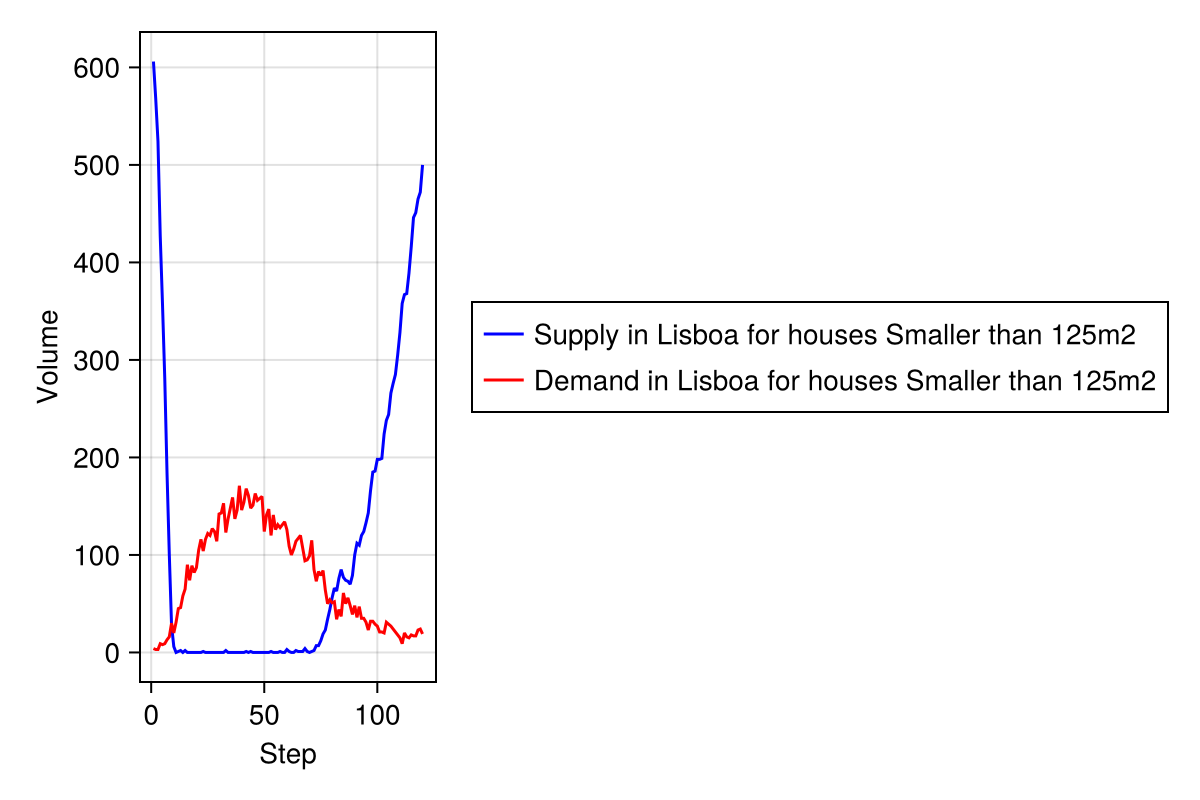 600
500
400
300
200
100
0
Volume
0 50 100
Step
Supply in Lisboa for houses Smaller than 125m2
Demand in Lisboa for houses Smaller than 125m2